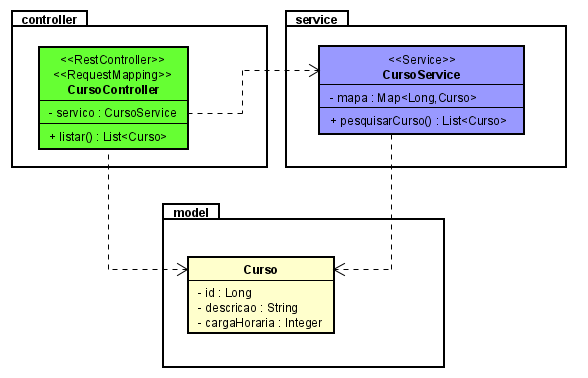 controller
<<RestController>>
<<RequestMapping>>
CursoController
- servico : CursoService
+ listar() : List<Curso>
service
<<Service>>
CursoService
- mapa : Map<Long,Curso>
+ pesquisarCurso() : List<Curso>
model
Curso
- id : Long
- descricao : String
- cargaHoraria : Integer